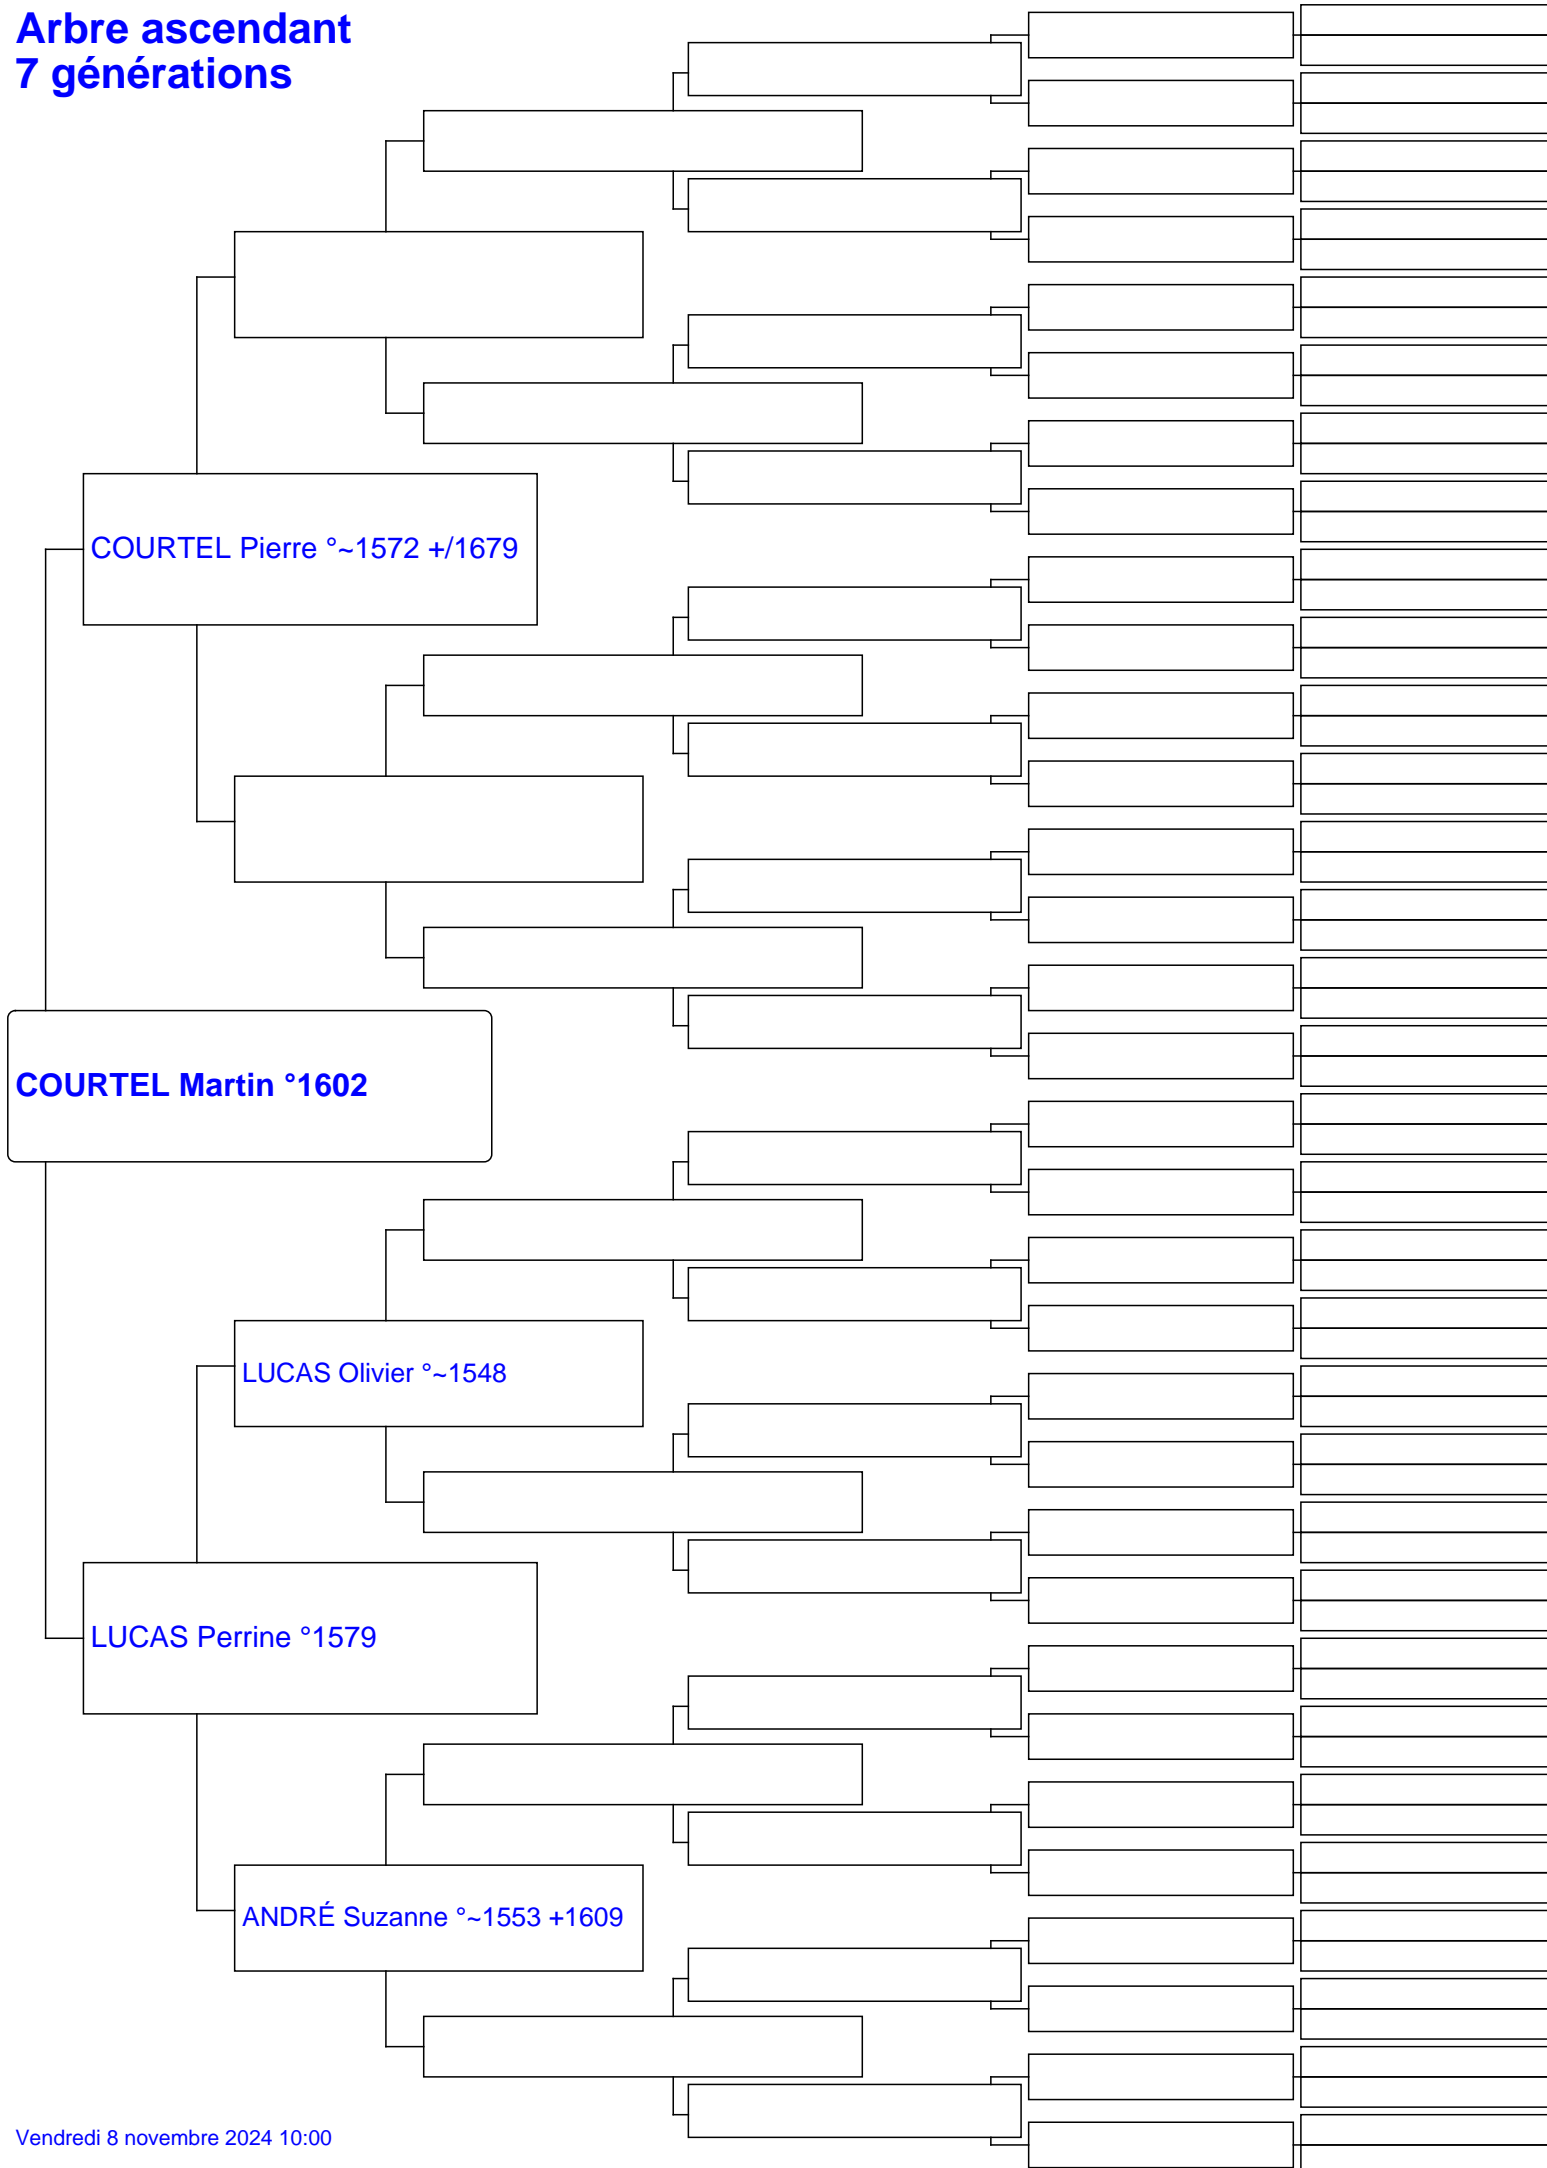 Arbre ascendant
7 générations
COURTEL Pierre °~1572 +/1679
COURTEL Martin °1602
LUCAS Olivier °~1548
LUCAS Perrine °1579
ANDRÉ Suzanne °~1553 +1609
Vendredi 8 novembre 2024 10:00